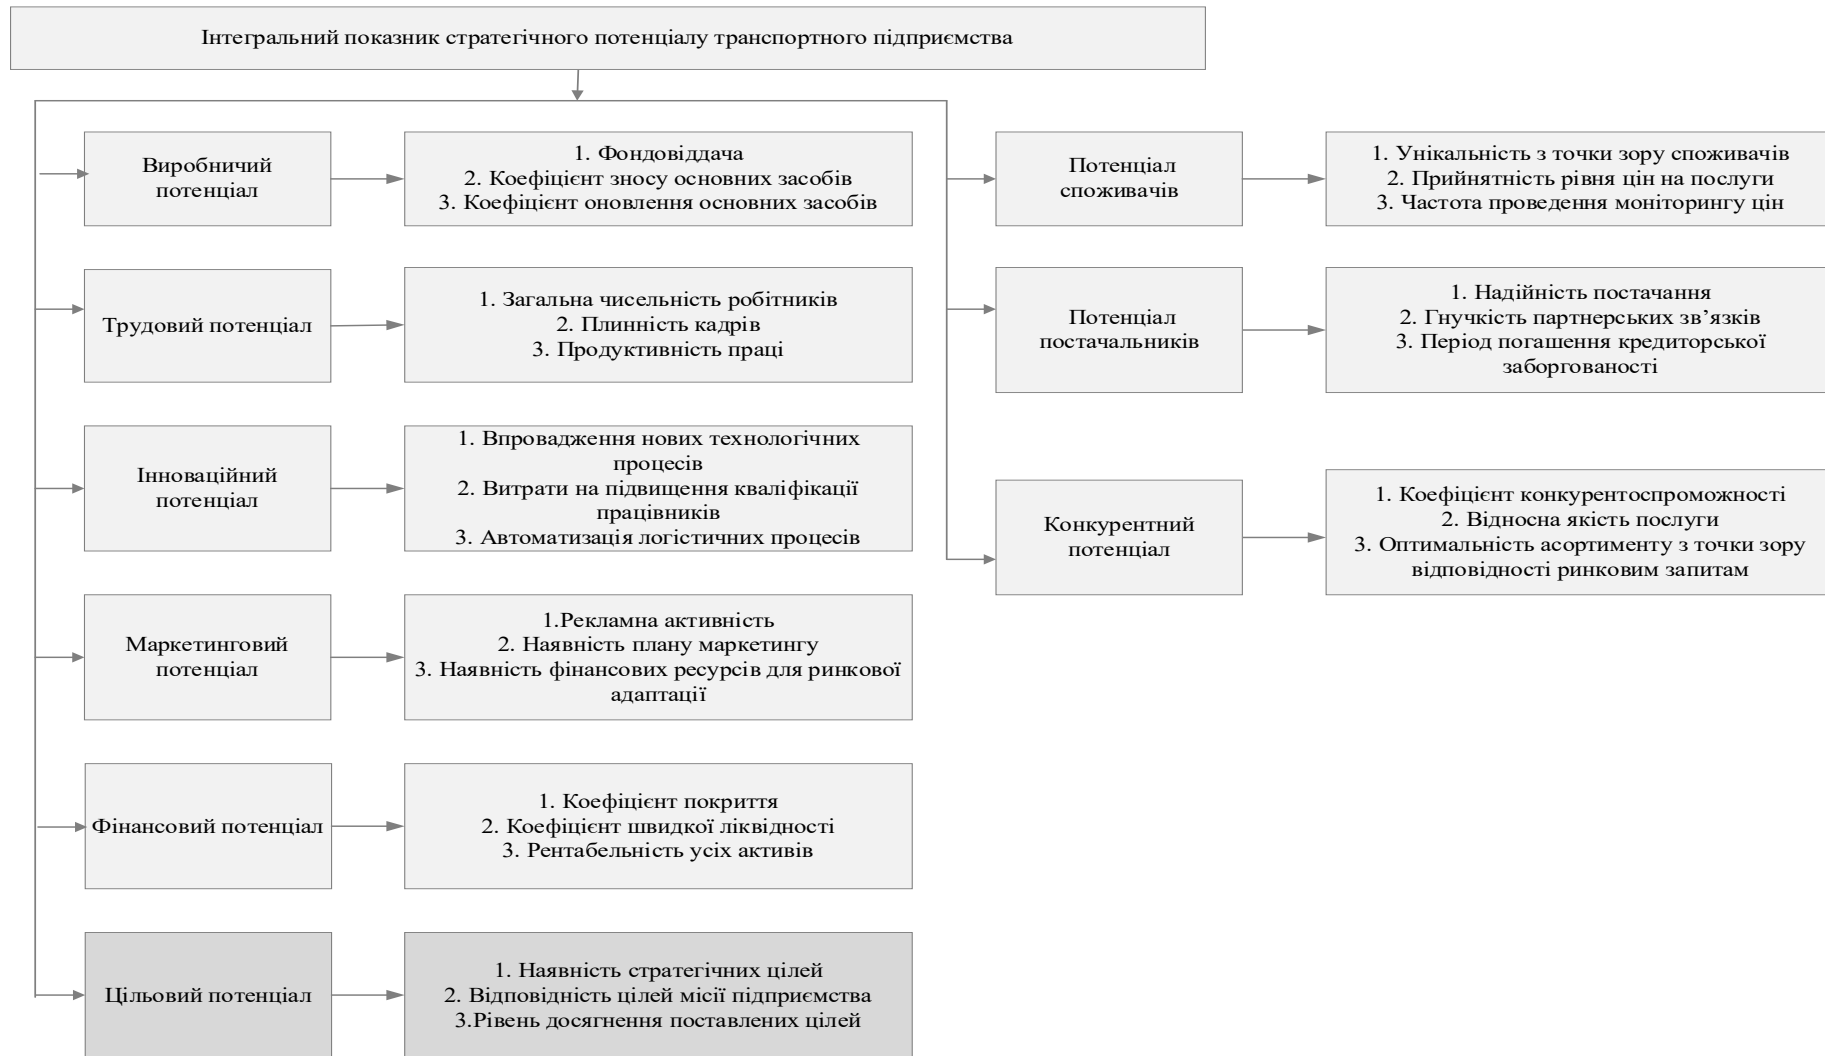 Інтегральний показник стратегічного потенціалу транспортного підприємства
Виробничий
потенціал
1. Фондовіддача
2. Коефіцієнт зносу основних засобів
3. Коефіцієнт оновлення основних засобів
Трудовий потенціал
1. Загальна чисельність робітників
2. Плинність кадрів
3. Продуктивність праці
Інноваційний
потенціал
1. Впровадження нових технологічних
процесів
2. Витрати на підвищення кваліфікації
працівників
3. Автоматизація логістичних процесів
Маркетинговий
потенціал
1.Рекламна активність
2. Наявність плану маркетингу
3. Наявність фінансових ресурсів для ринкової
адаптації
Фінансовий потенціал
1. Коефіцієнт покриття
2. Коефіцієнт швидкої ліквідності
3. Рентабельність усіх активів
Цільовий потенціал
1. Наявність стратегічних цілей
2. Відповідність цілей місії підприємства
3.Рівень досягнення поставлених цілей
Потенціал
споживачів
1. Унікальність з точки зору споживачів
2. Прийнятність рівня цін на послуги
3. Частота проведення моніторингу цін
Потенціал
постачальників
1. Надійність постачання
2. Гнучкість партнерських зв’язків
3. Період погашення кредиторської
заборгованості
Конкурентний
потенціал
1. Коефіцієнт конкурентоспроможності
2. Відносна якість послуги
3. Оптимальність асортименту з точки зору
відповідності ринковим запитам